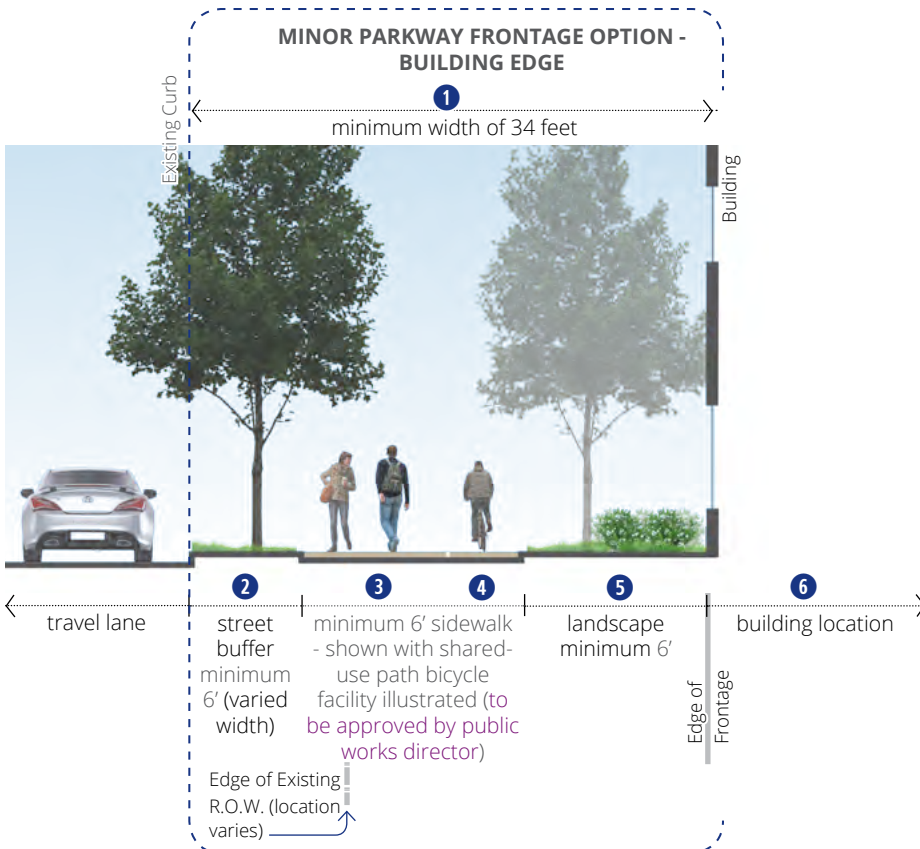 MINOR PARKWAY FRONTAGE OPTION -
BUILDING EDGE
Existing Curb
1
minimum width of 34 feet
Building
2
3
4
5
6
travel lane
street
buffer
minimum
6’ (varied
width)
minimum 6’ sidewalk
- shown with shared-
use path bicycle
facility illustrated (to
be approved by public
works director)
landscape
minimum 6’
building location
Edge of
Frontage
Edge of Existing
R.O.W. (location
varies)